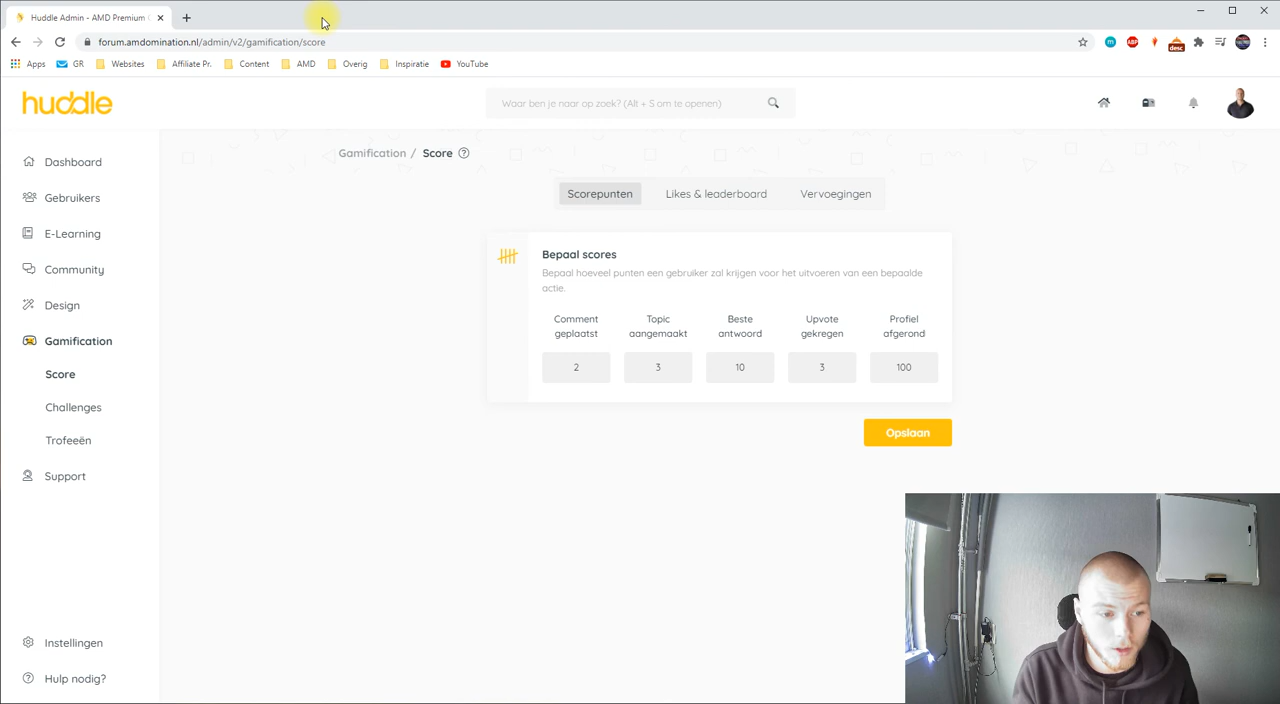 Huddle Admin - AMD Premium (
forum.amdomination.nl/admin/v2/gamification/score
ABP
desc
Apps
GR
Websites
Affiliate Pr.
Content
AMD
Overig
Inspiratie
YouTube
huddle
Waar ben je naar op zoek? (Alt + S om te openen)
Dashboard
Gebruikers
E-Learning
Community
Design
Gamification
Score
Challenges
Trofeeën
Support
Instellingen
Hulp nodig?
Gamification / Score
Scorepunten
Likes & leaderboard
Vervoegingen
Bepaal scores
Bepaal hoeveel punten een gebruiker zal krijgen voor het uitvoeren van een bepaalde
actie.
Comment
geplaatst
2
Topic
aangemaakt
3
Beste
antwoord
10
Upvote
gekregen
3
Profiel
afgerond
100
Opslaan